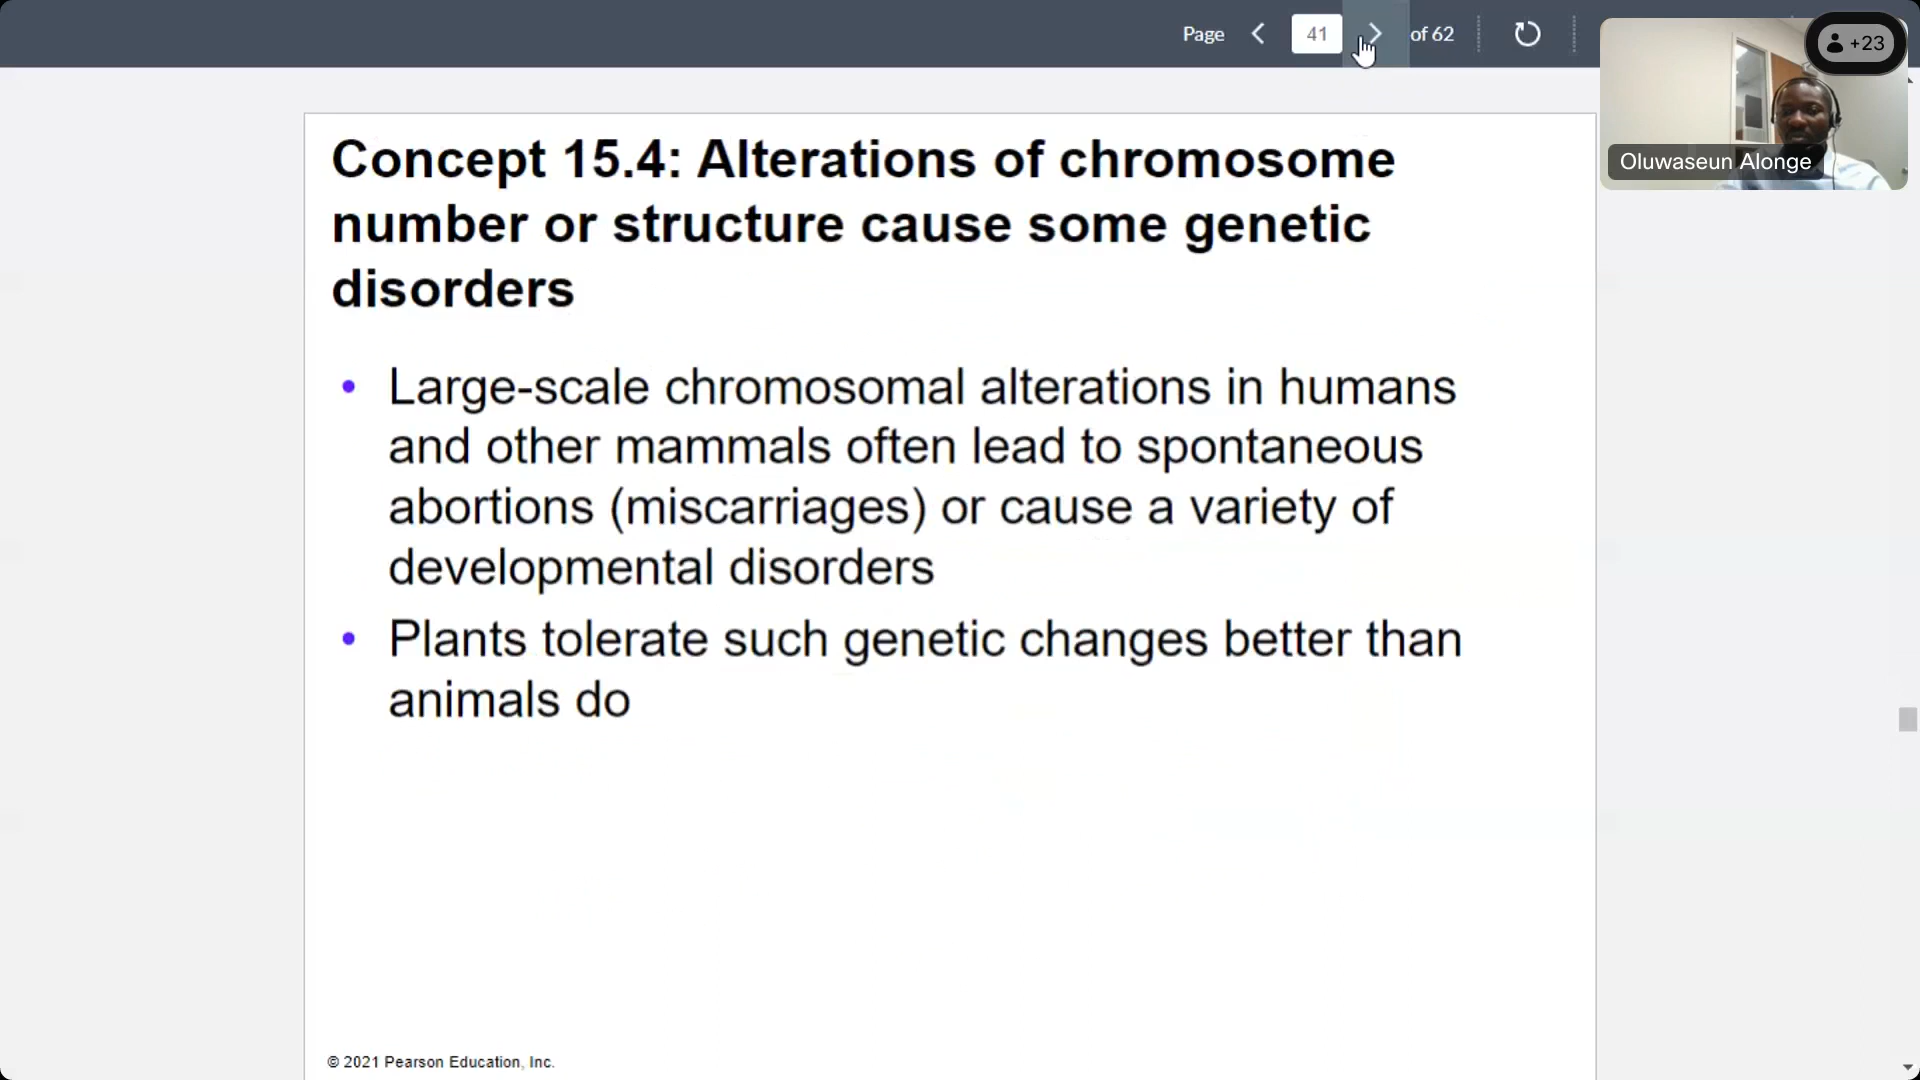 Page 41 of 62
+23
Oluwaseun Alonge
Concept 15.4: Alterations of chromosome
number or structure cause some genetic
disorders
• Large-scale chromosomal alterations in humans
and other mammals often lead to spontaneous
abortions (miscarriages) or cause a variety of
developmental disorders
• Plants tolerate such genetic changes better than
animals do
© 2021 Pearson Education, Inc.